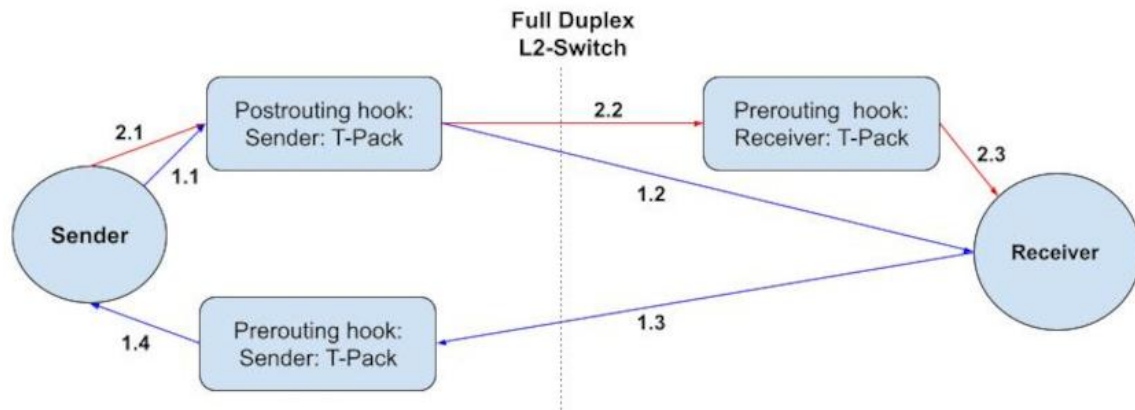 Full Duplex
L2-Switch
Postrouting hook:
Sender: T-Pack
2.2
Prerouting hook:
Receiver: T-Pack
2.1
1.1
2.3
1.2
Sender
Receiver
Prerouting hook:
Sender: T-Pack
1.3
1.4